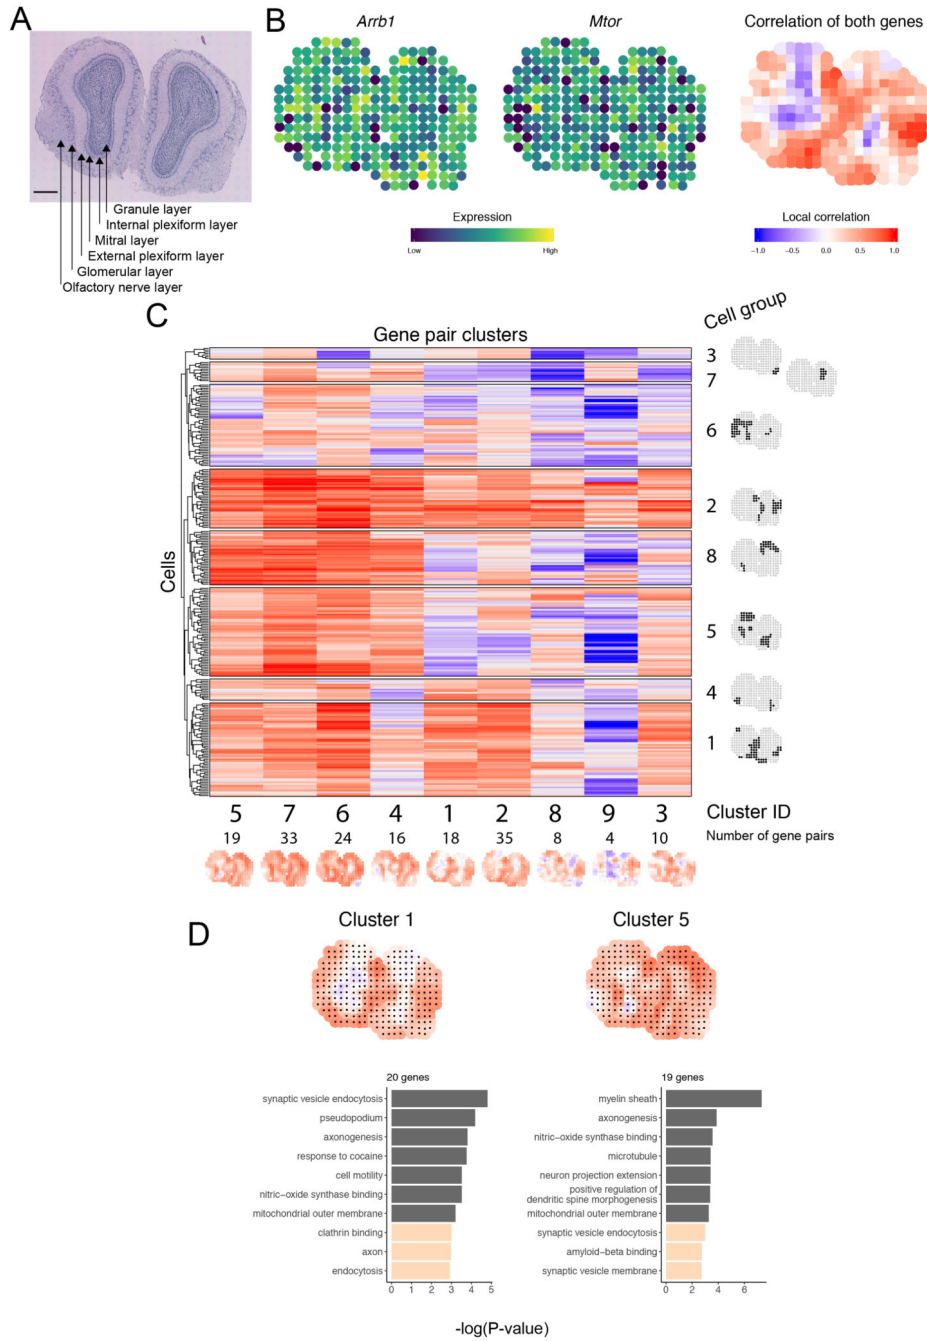 A
Granule layer
Internal plexiform layer
Mitral layer
External plexiform layer
Glomerular layer
Olfactory nerve layer
B
Arrb1
Mtor
Correlation of both genes
Expression
Low
High
Local correlation
−1.0 −0.5 0.0 0.5 1.0
C
Gene pair clusters
Cell group
Cells
3
7
6
2
8
5
4
1
5 7 6 4 1 2 8 9 3 Cluster ID
19 33 24 16 18 35 8 4 10 Number of gene pairs
D
Cluster 1
20 genes
synaptic vesicle endocytosis
pseudopodium
axonogenesis
response to cocaine
cell motility
nitric−oxide synthase binding
mitochondrial outer membrane
clathrin binding
axon
endocytosis
0 1 2 3 4 5
Cluster 5
19 genes
myelin sheath
axonogenesis
nitric−oxide synthase binding
microtubule
neuron projection extension
positive regulation of
dendritic spine morphogenesis
mitochondrial outer membrane
synaptic vesicle endocytosis
amyloid−beta binding
synaptic vesicle membrane
0 2 4 6
-log(P-value)